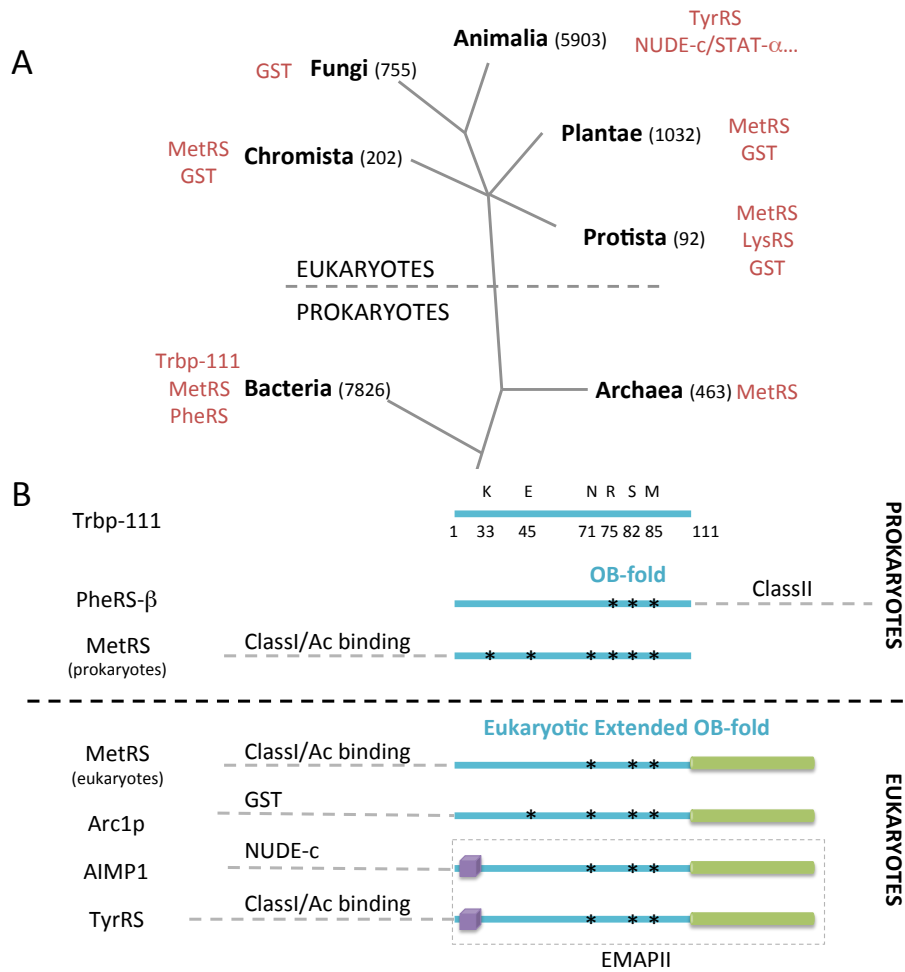 A
TyrRS
NUDE-c/STAT-α...
Animalia (5903)
GST Fungi (755)
Plantae (1032)
MetRS
GST
MetRS
GST
Chromista (202)
Protista (92)
MetRS
LysRS
GST
EUKARYOTES
PROKARYOTES
Trbp-111
MetRS
PheRS
Bacteria (7826)
Archaea (463) MetRS
B
K E N R S M
Trbp-111
1 33 45 71 75 82 85 111
OB-fold
PheRS-β
* * *
ClassII
MetRS
(prokaryotes)
ClassI/Ac binding
* * * * * *
PROKARYOTES
Eukaryotic Extended OB-fold
MetRS
(eukaryotes)
ClassI/Ac binding
* * *
Arc1p
GST
* * * *
AIMP1
NUDE-c
* * *
TyrRS
ClassI/Ac binding
* * *
EMAPII
EUKARYOTES